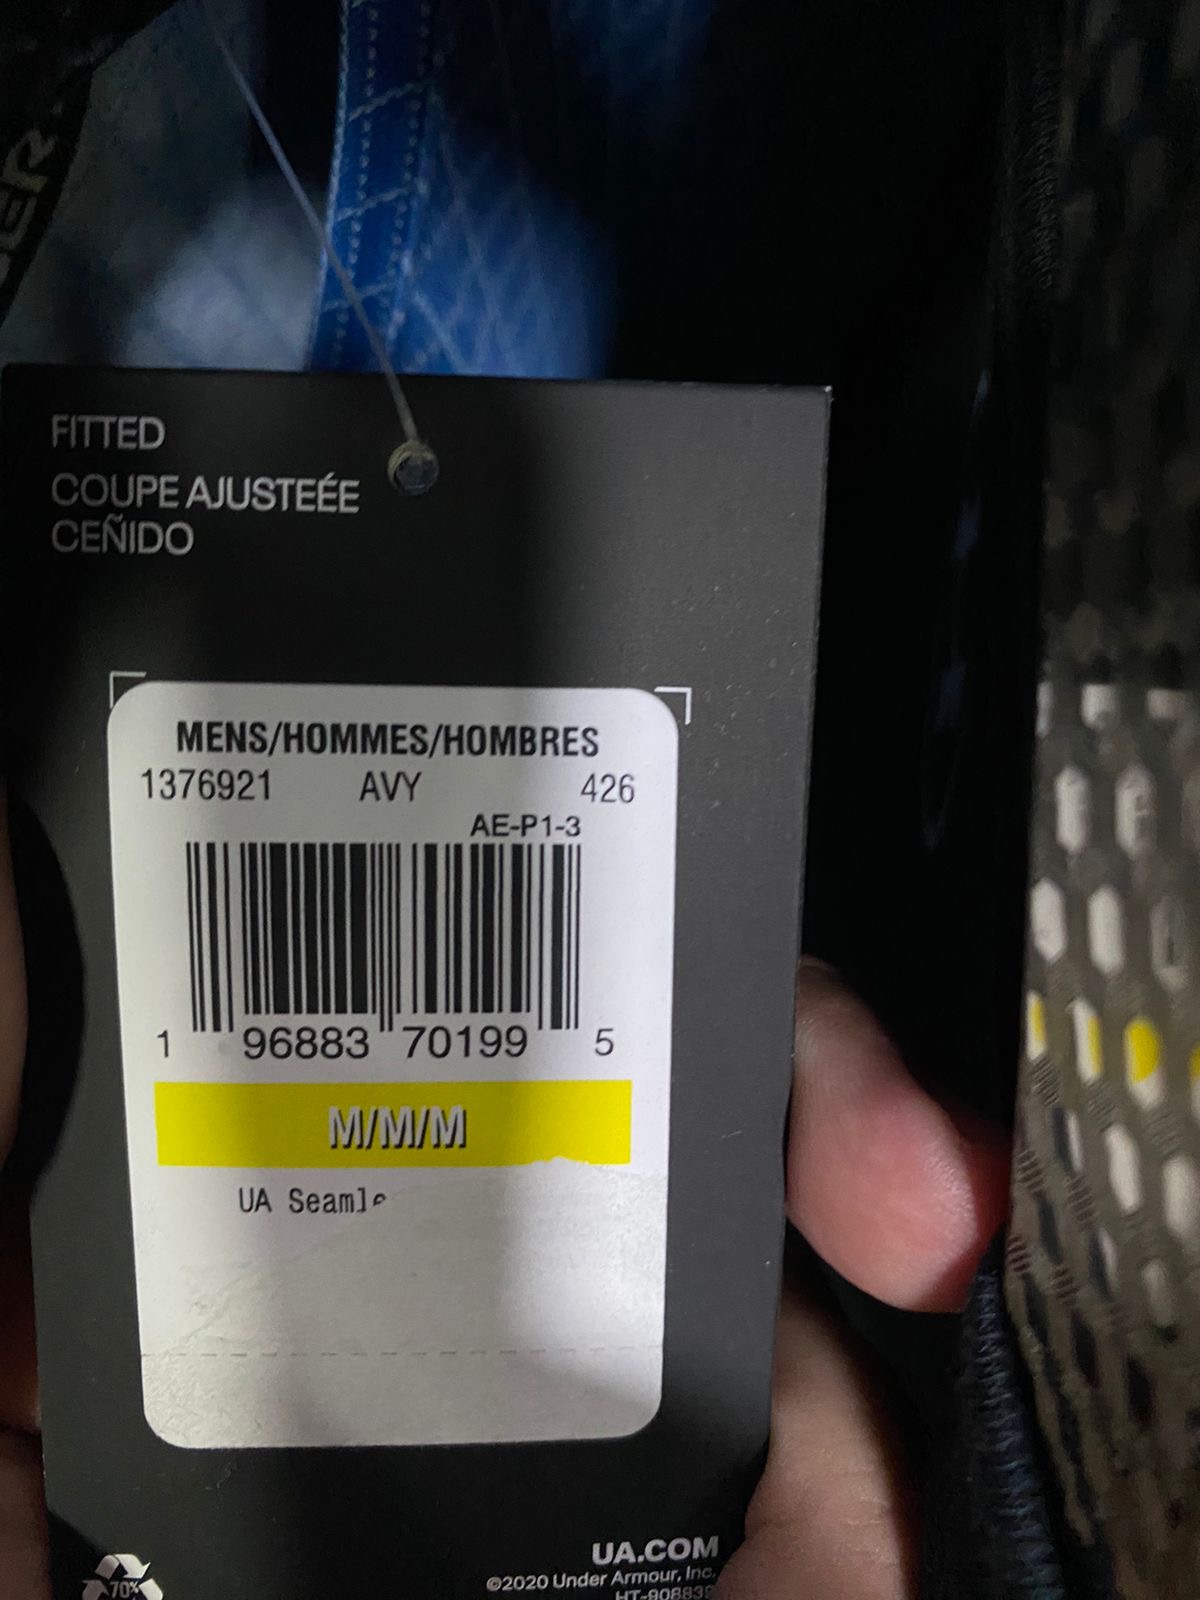 FITTED
COUPE AJUSTEÉE
CEÑIDO
MENS/HOMMES/HOMBRES
1376921 AVY 426
AE-P1-3
1 96883 70199 5
M/M/M
UA Seaml
70%
UA.COM
©2020 Under Armour, Inc.